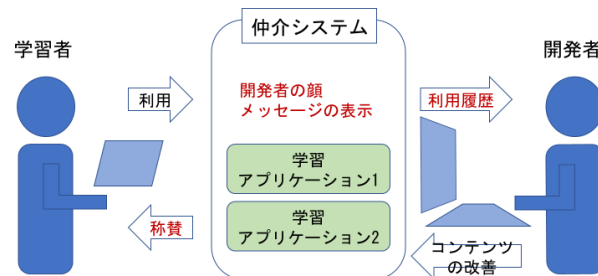 仲介システム
学習者
開発者
利用
開発者の顔
メッセージの表示
利用履歴
学習
アプリケーション1
学習
アプリケーション2
称賛
コンテンツ
の改善